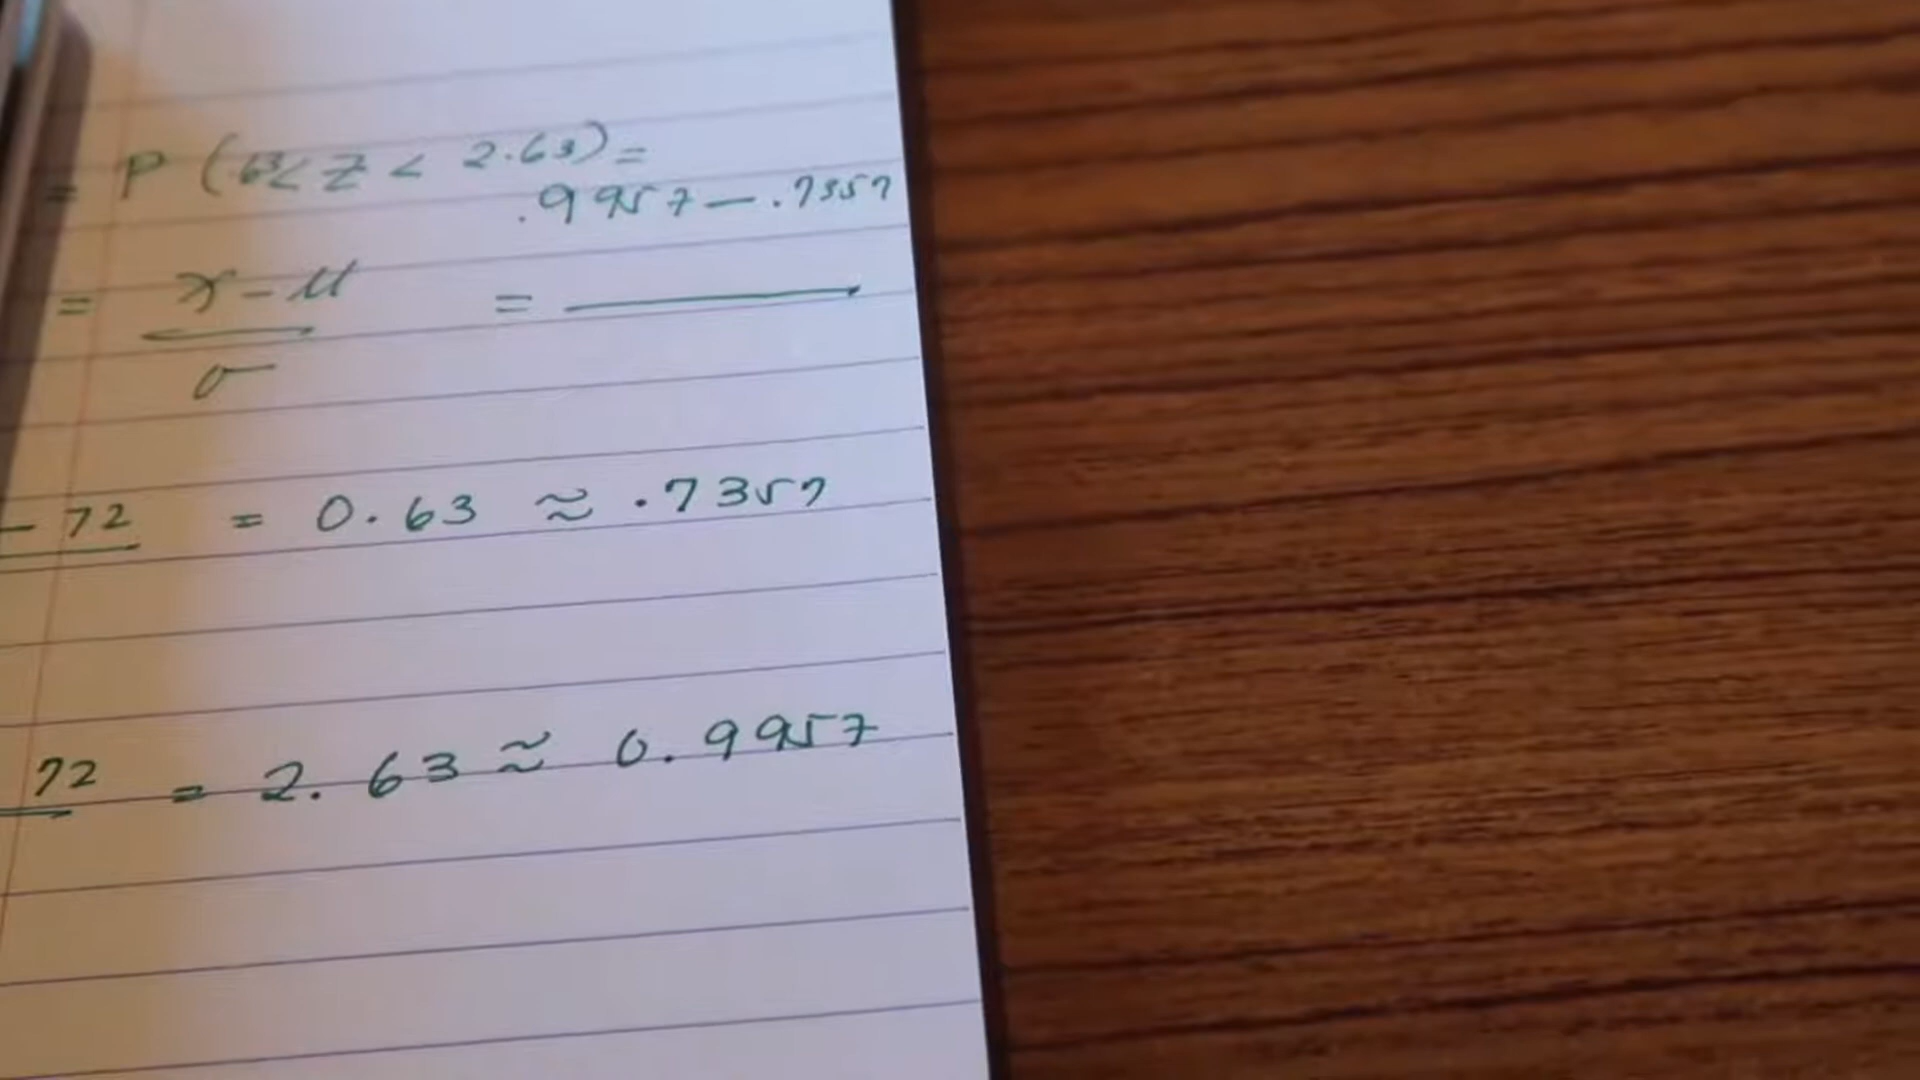 = P (.63 < Z < 2.63) =
.9957 - .7357
= x - μ =
σ
- 72 = 0.63 ≈ .7357
72 = 2.63 ≈ 0.9957